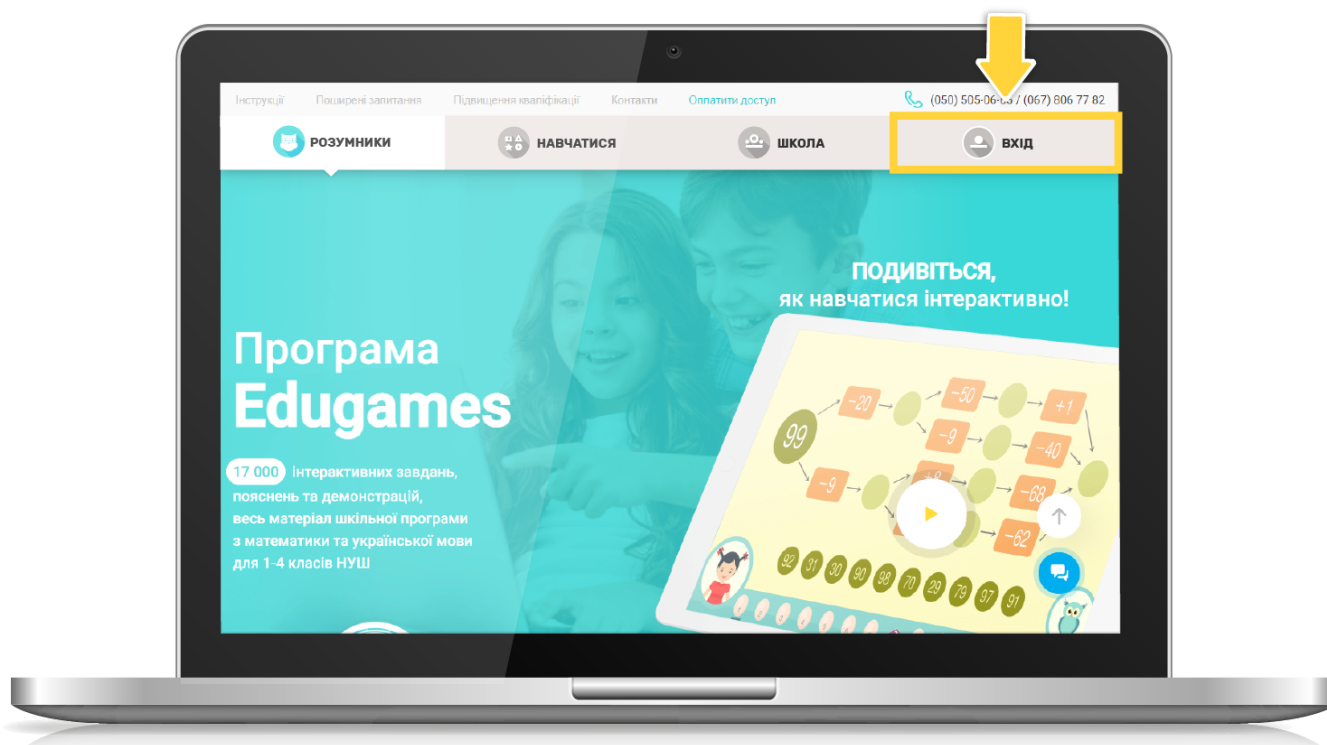 Інструкції Поширені запитання Підвищення кваліфікації Контакти Оплатити доступ (050) 505-06- / (067) 806 77 82
РОЗУМНИКИ НАВЧАТИСЯ ШКОЛА ВХІД
ПОДИВІТЬСЯ,
як навчатися інтерактивно!
Програма
Edugames
17 000 Інтерактивних завдань,
пояснень та демонстрацій,
весь матеріал шкільної програми
з математики та української мови
для 1-4 класів НУШ
-20 -50 +1
99 -9 -40
-9 +8 -68
-62
92 31 30 90 98 70 29 79 97 91